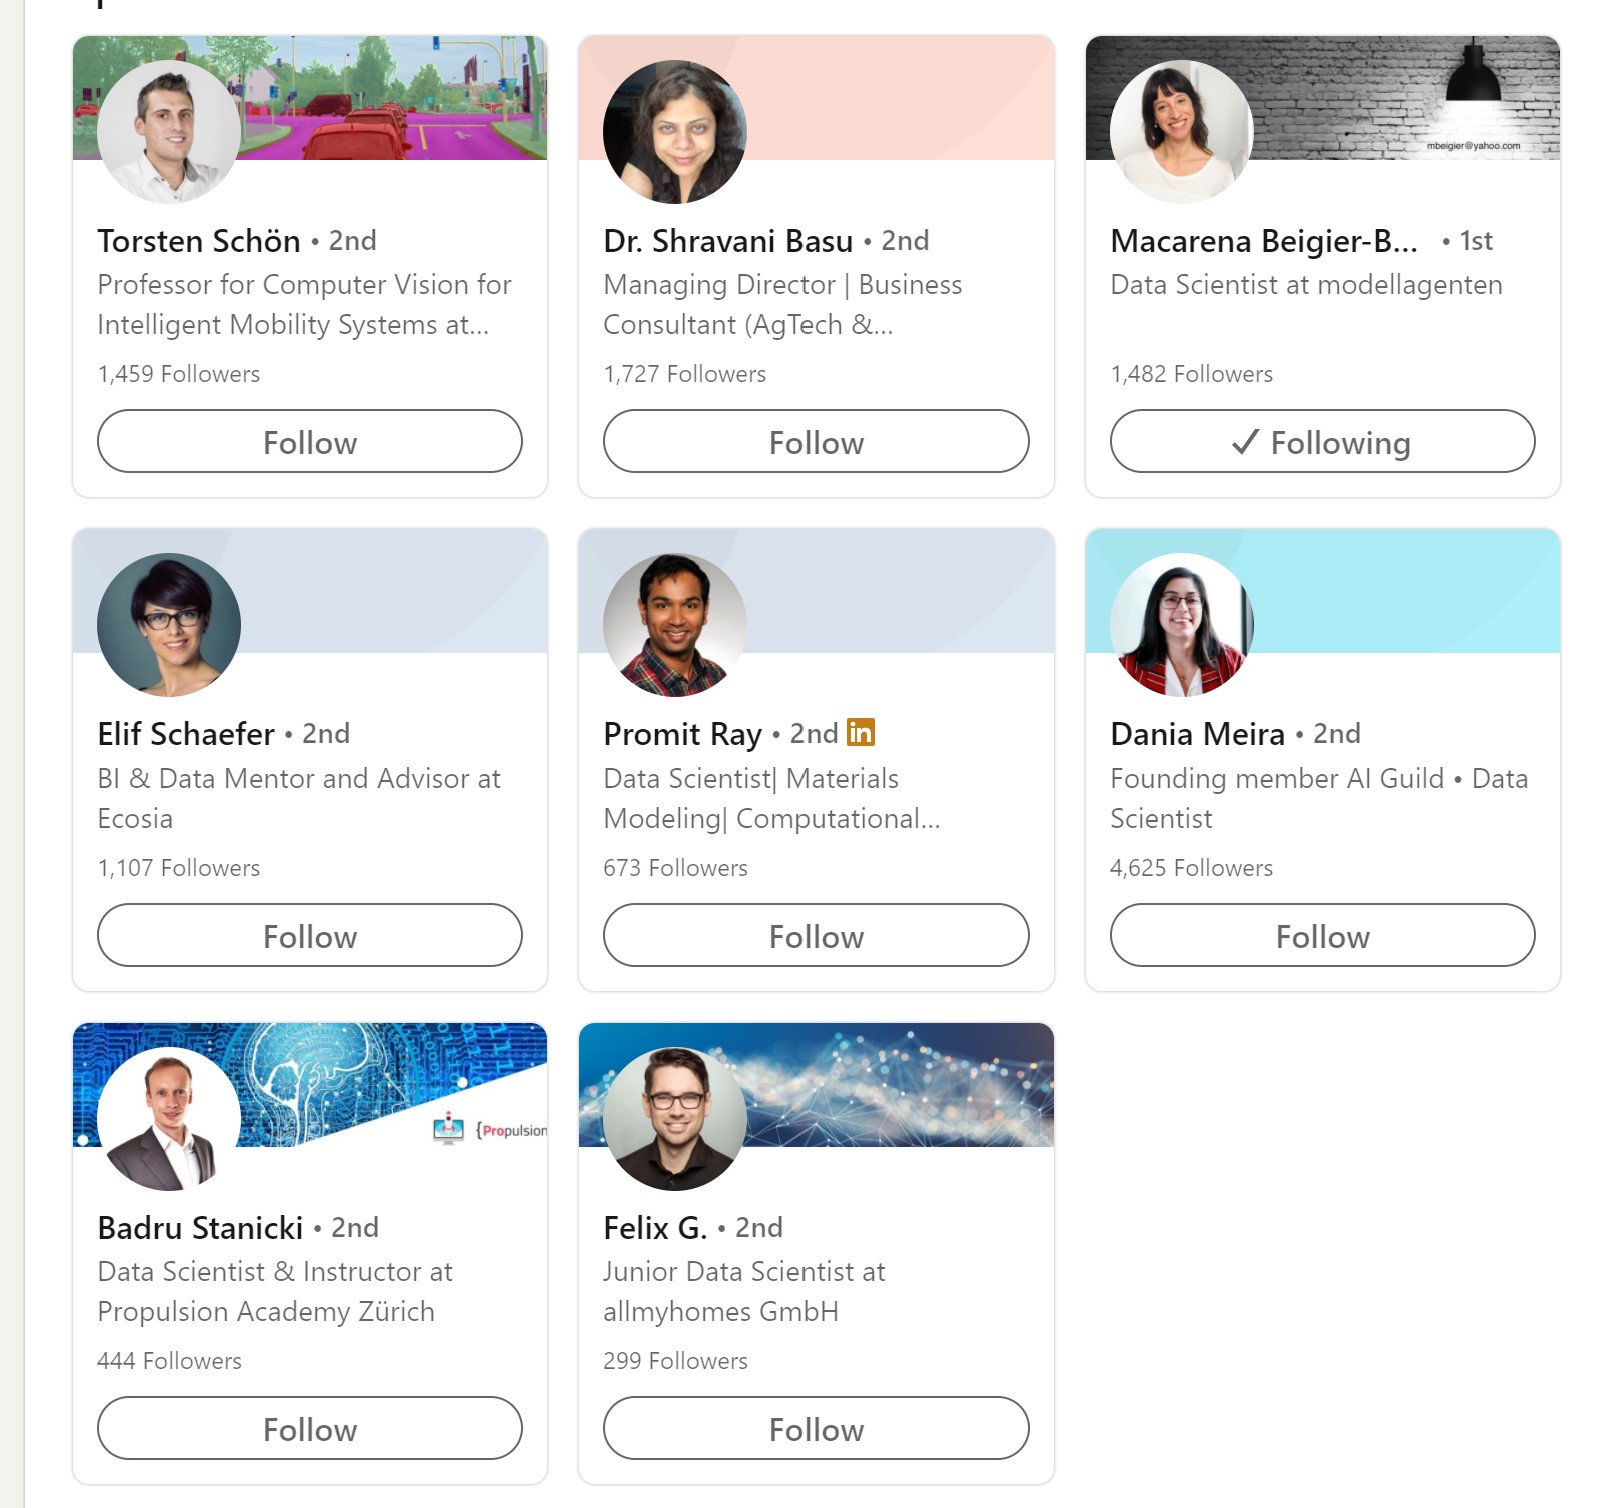 mbeigier@yahoo.com
Torsten Schön • 2nd
Professor for Computer Vision for
Intelligent Mobility Systems at...
1,459 Followers
Follow
Dr. Shravani Basu • 2nd
Managing Director | Business
Consultant (AgTech &...
1,727 Followers
Follow
Macarena Beigier-B... • 1st
Data Scientist at modellagenten
1,482 Followers
✓ Following
Elif Schaefer • 2nd
BI & Data Mentor and Advisor at
Ecosia
1,107 Followers
Follow
Promit Ray • 2nd in
Data Scientist| Materials
Modeling| Computational...
673 Followers
Follow
Dania Meira • 2nd
Founding member AI Guild • Data
Scientist
4,625 Followers
Follow
{Propulsion
Badru Stanicki • 2nd
Data Scientist & Instructor at
Propulsion Academy Zürich
444 Followers
Follow
Felix G. • 2nd
Junior Data Scientist at
allmyhomes GmbH
299 Followers
Follow